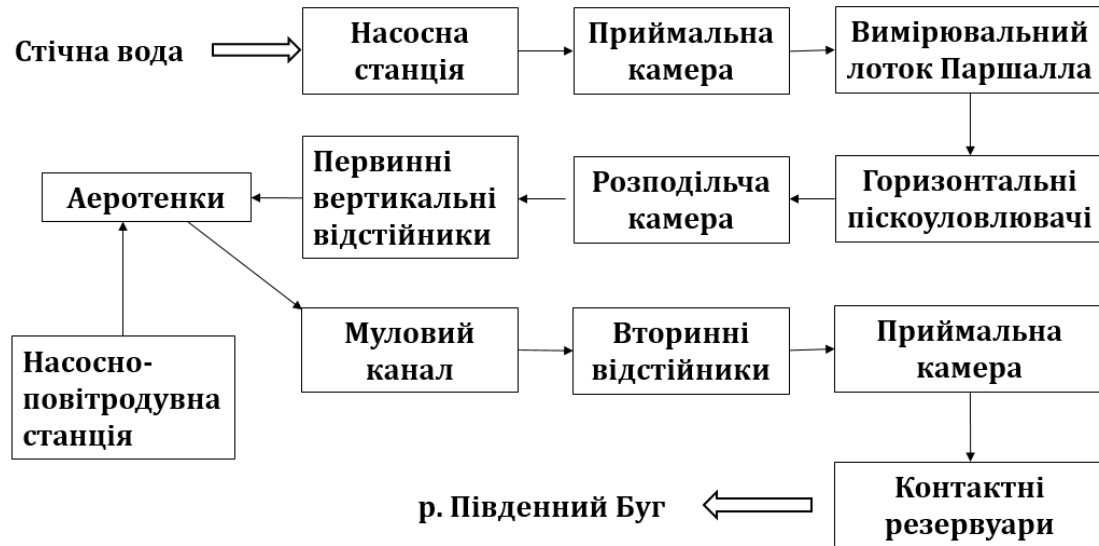 Стічна вода
Насосна
станція
Приймальна
камера
Вимірювальний
лоток Паршалла
Аеротенки
Первинні
вертикальні
відстійники
Розподільча
камера
Горизонтальні
піскоуловлювачі
Насосно-
повітродувна
станція
Муловий
канал
Вторинні
відстійники
Приймальна
камера
р. Південний Буг
Контактні
резервуари